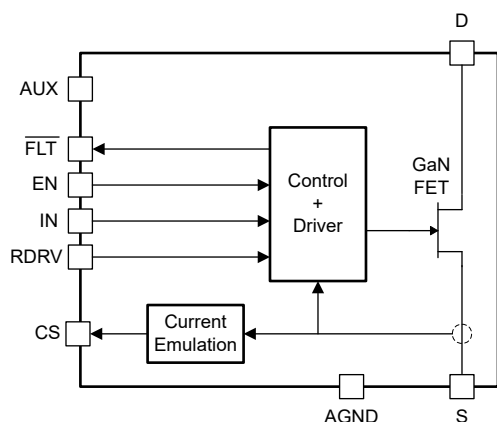 D
AUX
FLT
EN
IN
RDRV
CS
Control
+
Driver
GaN
FET
Current
Emulation
AGND
S